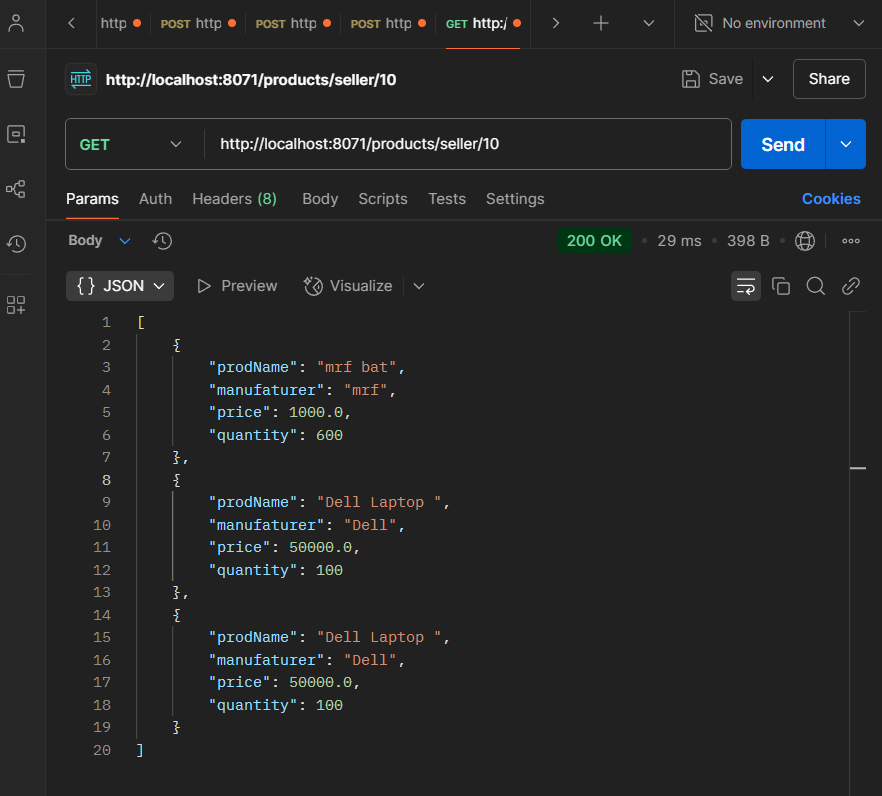 http POST http POST http POST http GET http:/ No environment
HTTP http://localhost:8071/products/seller/10 Save Share
GET http://localhost:8071/products/seller/10 Send
Params Auth Headers (8) Body Scripts Tests Settings Cookies
Body 200 OK • 29 ms • 398 B •
{} JSON Preview Visualize
1 [
2 {
3 "prodName": "mrf bat",
4 "manufaturer": "mrf",
5 "price": 1000.0,
6 "quantity": 600
7 },
8 {
9 "prodName": "Dell Laptop ",
10 "manufaturer": "Dell",
11 "price": 50000.0,
12 "quantity": 100
13 },
14 {
15 "prodName": "Dell Laptop ",
16 "manufaturer": "Dell",
17 "price": 50000.0,
18 "quantity": 100
19 }
20 ]